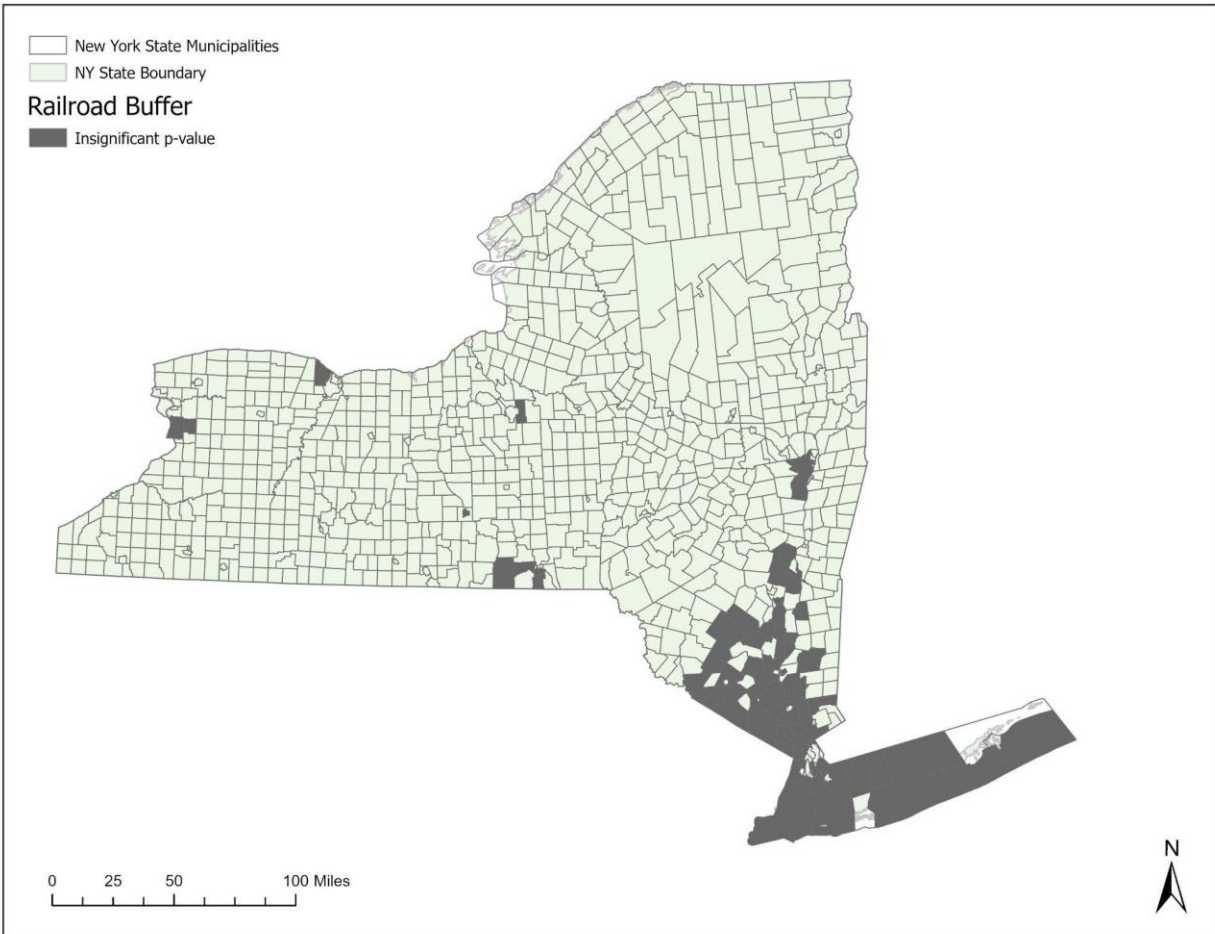 New York State Municipalities
NY State Boundary
Railroad Buffer
Insignificant p-value
0 25 50 100 Miles
N